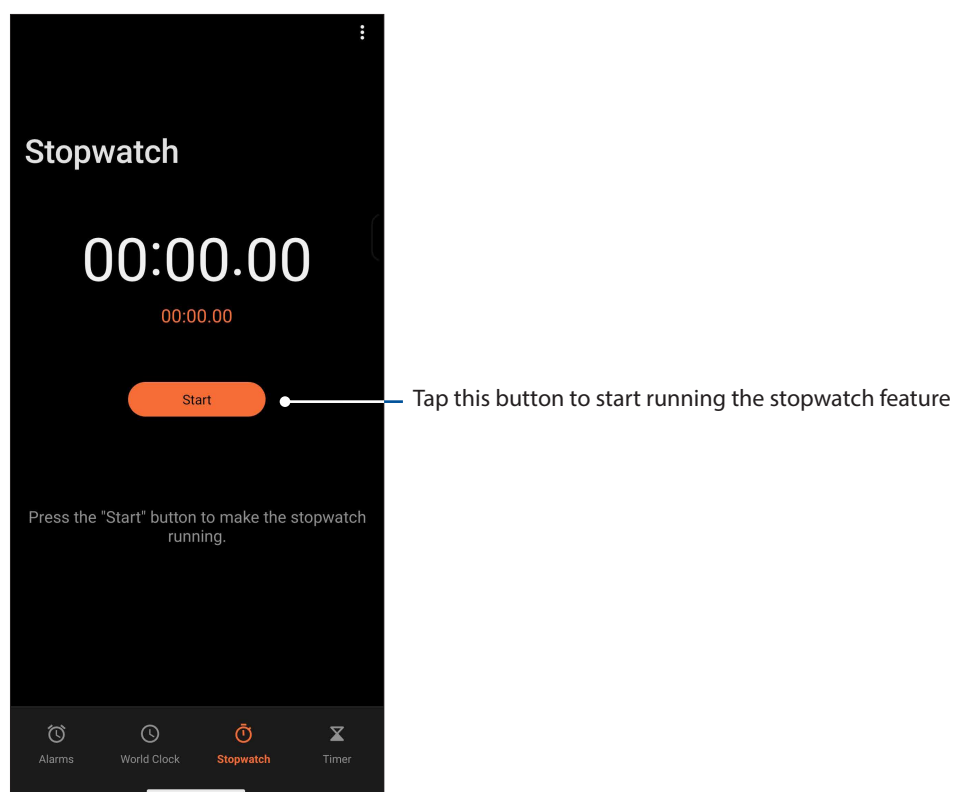 Stopwatch
00:00.00
00:00.00
Start
Tap this button to start running the stopwatch feature
Press the "Start" button to make the stopwatch
running.
Alarms World Clock Stopwatch Timer